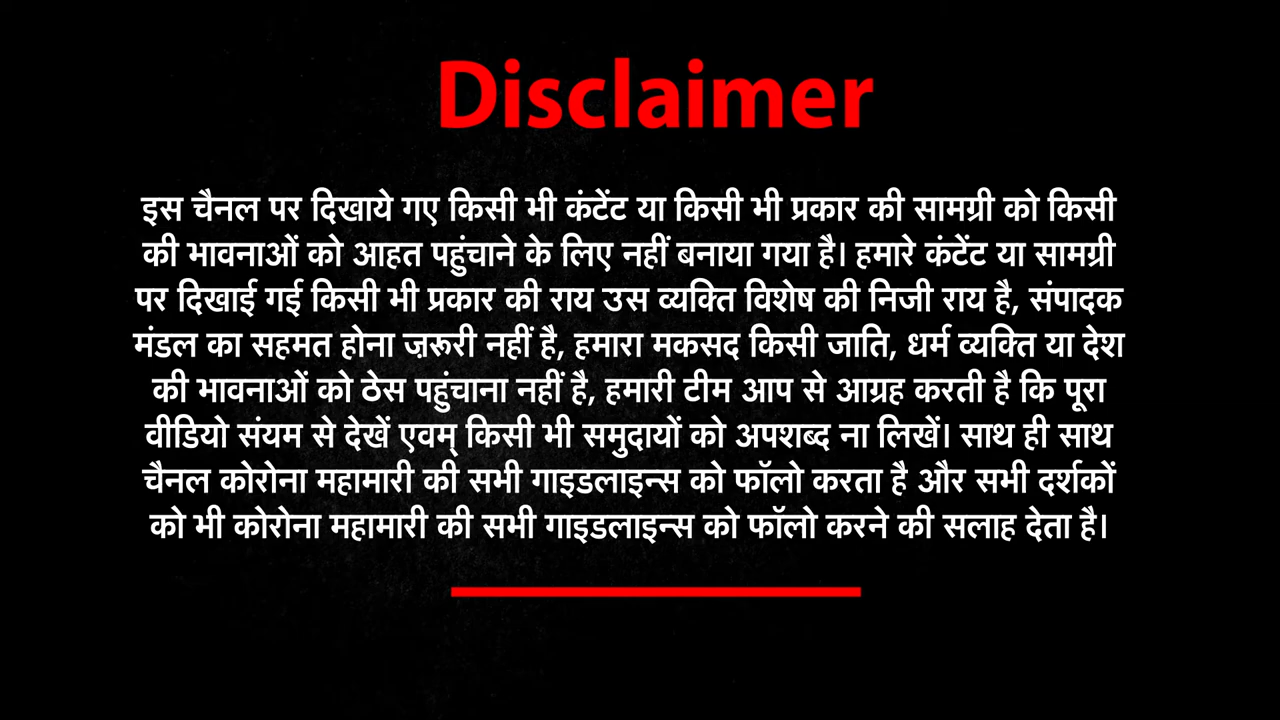 Disclaimer
इस चैनल पर दिखाये गए किसी भी कंटेंट या किसी भी प्रकार की सामग्री को किसी
की भावनाओं को आहत पहुंचाने के लिए नहीं बनाया गया है। हमारे कंटेंट या सामग्री
पर दिखाई गई किसी भी प्रकार की राय उस व्यक्ति विशेष की निजी राय है, संपादक
मंडल का सहमत होना ज़रूरी नहीं है, हमारा मकसद किसी जाति, धर्म व्यक्ति या देश
की भावनाओं को ठेस पहुंचाना नहीं है, हमारी टीम आप से आग्रह करती है कि पूरा
वीडियो संयम से देखें एवम् किसी भी समुदायों को अपशब्द ना लिखें। साथ ही साथ
चैनल कोरोना महामारी की सभी गाइडलाइन्स को फॉलो करता है और सभी दर्शकों
को भी कोरोना महामारी की सभी गाइडलाइन्स को फॉलो करने की सलाह देता है।